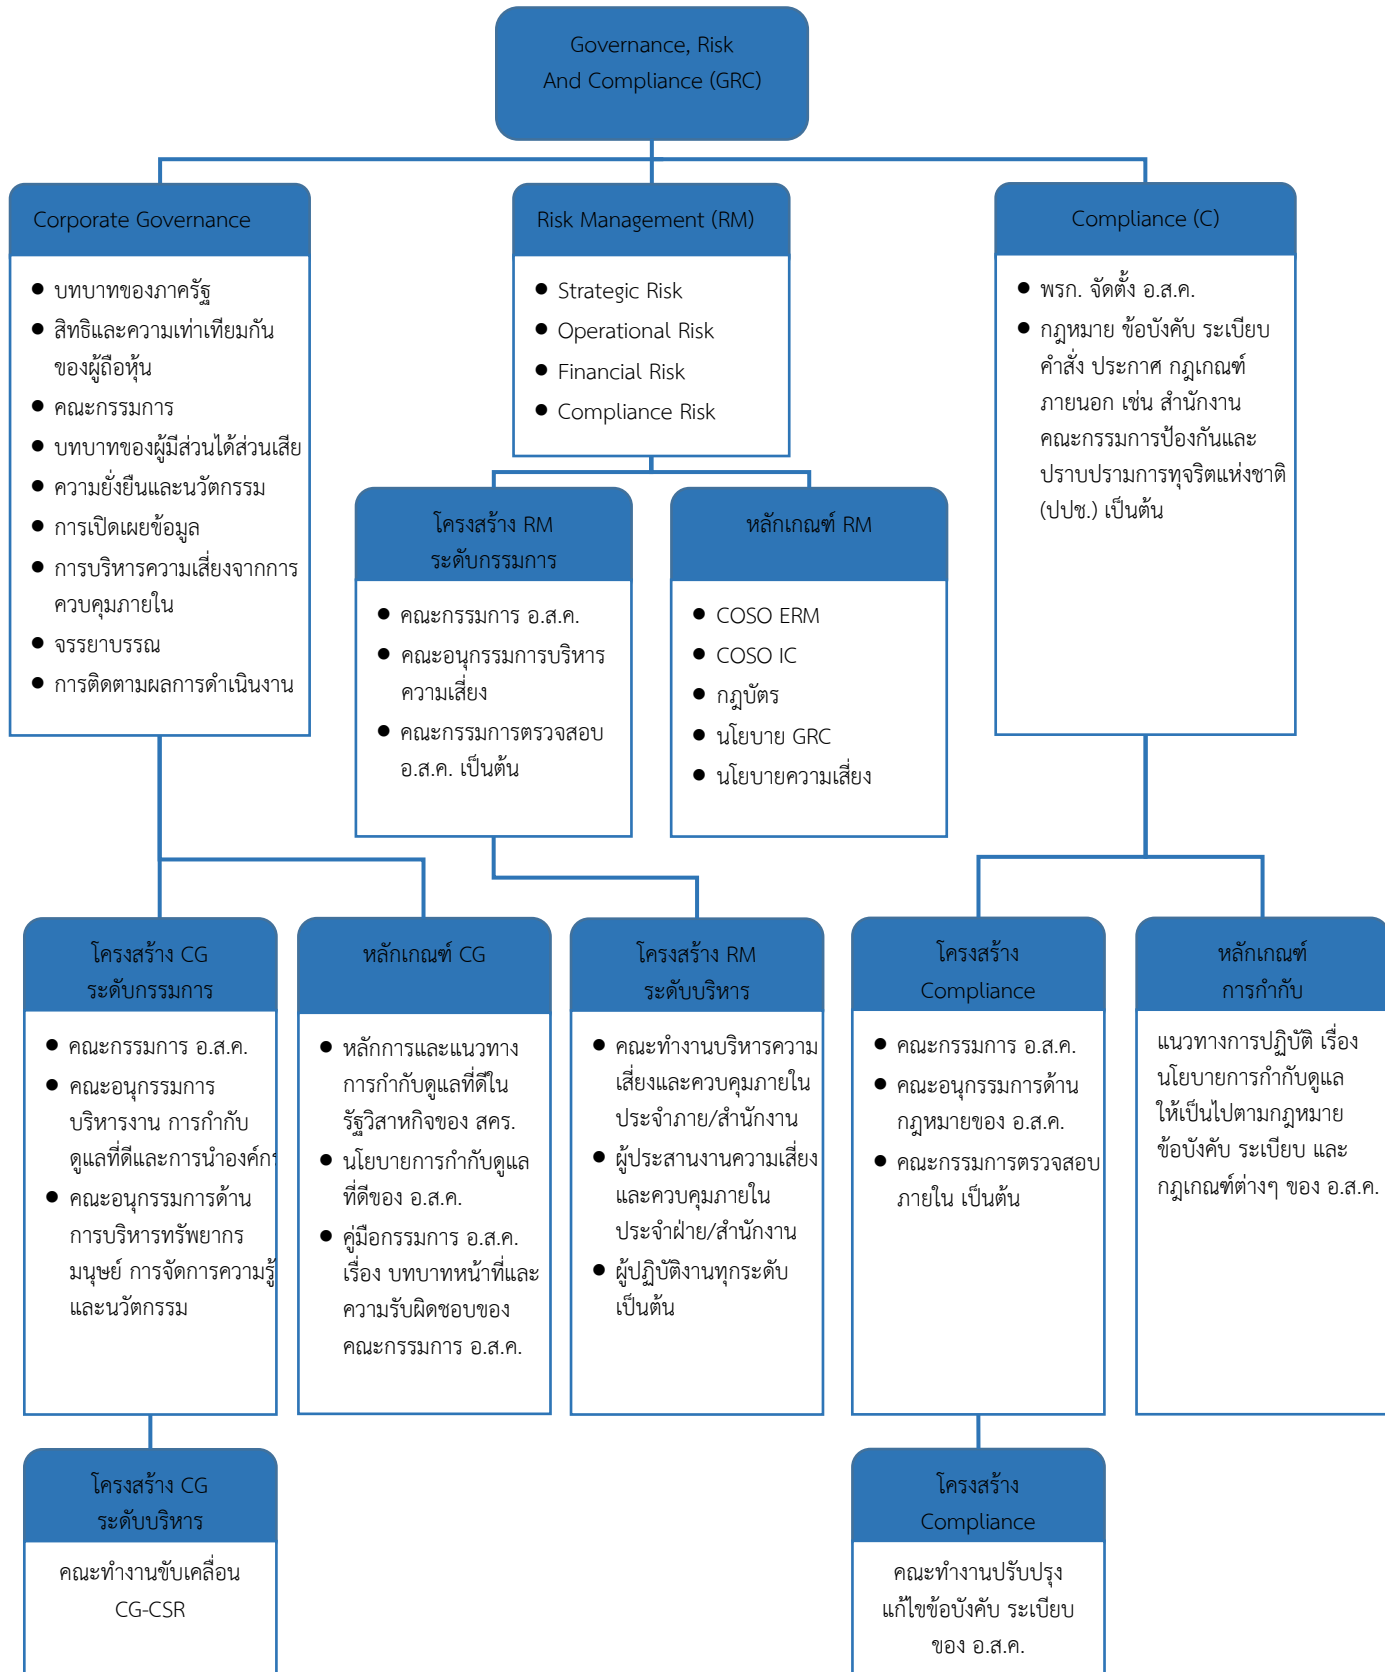 Governance, Risk
And Compliance (GRC)
Corporate Governance
● บทบาทของภาครัฐ
● สิทธิและความเท่าเทียมกัน
ของผู้ถือหุ้น
● คณะกรรมการ
● บทบาทของผู้มีส่วนได้ส่วนเสีย
● ความยั่งยืนและนวัตกรรม
● การเปิดเผยข้อมูล
● การบริหารความเสี่ยงจากการ
ควบคุมภายใน
● จรรยาบรรณ
● การติดตามผลการดำเนินงาน
Risk Management (RM)
● Strategic Risk
● Operational Risk
● Financial Risk
● Compliance Risk
Compliance (C)
● พรก. จัดตั้ง อ.ส.ค.
● กฎหมาย ข้อบังคับ ระเบียบ
คำสั่ง ประกาศ กฎเกณฑ์
ภายนอก เช่น สำนักงาน
คณะกรรมการป้องกันและ
ปราบปรามการทุจริตแห่งชาติ
(ปปช.) เป็นต้น
โครงสร้าง RM
ระดับกรรมการ
● คณะกรรมการ อ.ส.ค.
● คณะอนุกรรมการบริหาร
ความเสี่ยง
● คณะกรรมการตรวจสอบ
อ.ส.ค. เป็นต้น
หลักเกณฑ์ RM
● COSO ERM
● COSO IC
● กฎบัตร
● นโยบาย GRC
● นโยบายความเสี่ยง
โครงสร้าง CG
ระดับกรรมการ
● คณะกรรมการ อ.ส.ค.
● คณะอนุกรรมการ
บริหารงาน การกำกับ
ดูแลที่ดีและการนำองค์กร
● คณะอนุกรรมการด้าน
การบริหารทรัพยากร
มนุษย์ การจัดการความรู้
และนวัตกรรม
หลักเกณฑ์ CG
● หลักการและแนวทาง
การกำกับดูแลที่ดีใน
รัฐวิสาหกิจของ สคร.
● นโยบายการกำกับดูแล
ที่ดีของ อ.ส.ค.
● คู่มือกรรมการ อ.ส.ค.
เรื่อง บทบาทหน้าที่และ
ความรับผิดชอบของ
คณะกรรมการ อ.ส.ค.
โครงสร้าง RM
ระดับบริหาร
● คณะทำงานบริหารความ
เสี่ยงและควบคุมภายใน
ประจำภาย/สำนักงาน
● ผู้ประสานงานความเสี่ยง
และควบคุมภายใน
ประจำฝ่าย/สำนักงาน
● ผู้ปฏิบัติงานทุกระดับ
เป็นต้น
โครงสร้าง
Compliance
● คณะกรรมการ อ.ส.ค.
● คณะอนุกรรมการด้าน
กฎหมายของ อ.ส.ค.
● คณะกรรมการตรวจสอบ
ภายใน เป็นต้น
หลักเกณฑ์
การกำกับ
แนวทางการปฏิบัติ เรื่อง
นโยบายการกำกับดูแล
ให้เป็นไปตามกฎหมาย
ข้อบังคับ ระเบียบ และ
กฎเกณฑ์ต่างๆ ของ อ.ส.ค.
โครงสร้าง CG
ระดับบริหาร
คณะทำงานขับเคลื่อน
CG-CSR
โครงสร้าง
Compliance
คณะทำงานปรับปรุง
แก้ไขข้อบังคับ ระเบียบ
ของ อ.ส.ค.